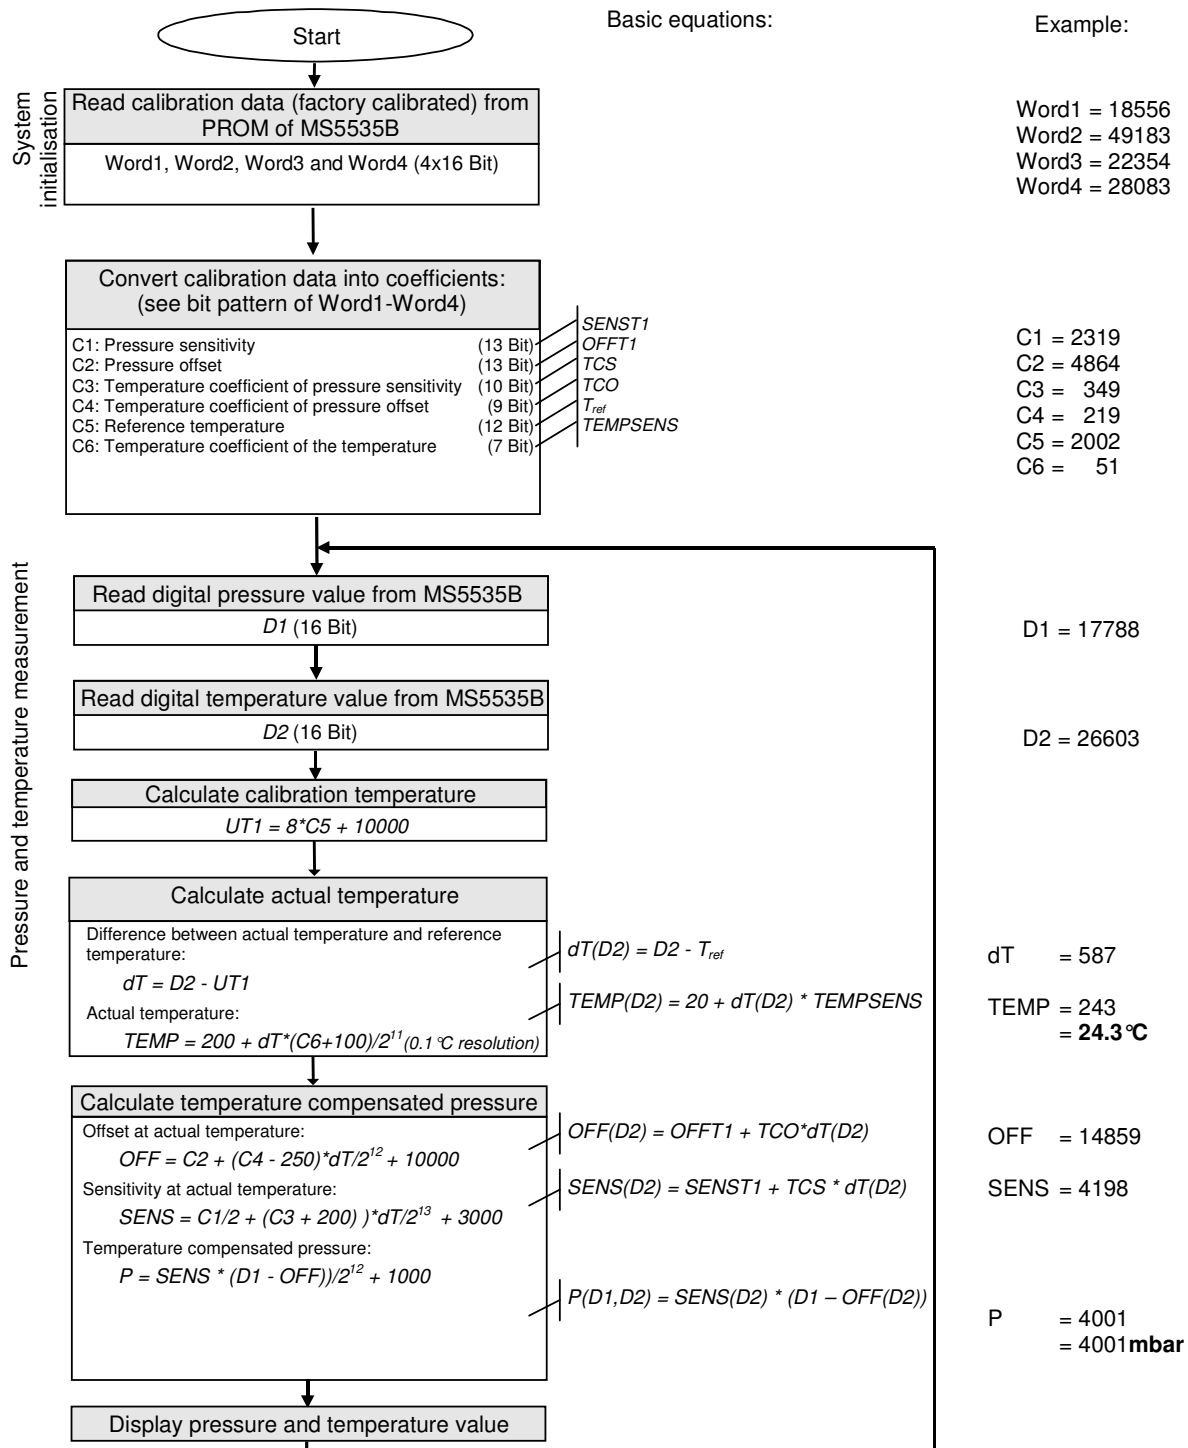 Start
Basic equations:
Example:
System
initialisation
Read calibration data (factory calibrated) from
PROM of MS5535B
Word1, Word2, Word3 and Word4 (4x16 Bit)
Word1 = 18556
Word2 = 49183
Word3 = 22354
Word4 = 28083
Convert calibration data into coefficients:
(see bit pattern of Word1-Word4)
C1: Pressure sensitivity (13 Bit) SENST1
C2: Pressure offset (13 Bit) OFFT1
C3: Temperature coefficient of pressure sensitivity (10 Bit) TCS
C4: Temperature coefficient of pressure offset (9 Bit) TCO
C5: Reference temperature (12 Bit) Tref
C6: Temperature coefficient of the temperature (7 Bit) TEMPSENS
C1 = 2319
C2 = 4864
C3 = 349
C4 = 219
C5 = 2002
C6 = 51
Pressure and temperature measurement
Read digital pressure value from MS5535B
D1 (16 Bit)
D1 = 17788
Read digital temperature value from MS5535B
D2 (16 Bit)
D2 = 26603
Calculate calibration temperature
UT1 = 8*C5 + 10000
Calculate actual temperature
Difference between actual temperature and reference
temperature:
dT = D2 - UT1
dT(D2) = D2 - Tref
dT = 587
Actual temperature:
TEMP = 200 + dT*(C6+100)/2^11 (0.1°C resolution)
TEMP(D2) = 20 + dT(D2) * TEMPSENS
TEMP = 243
= 24.3°C
Calculate temperature compensated pressure
Offset at actual temperature:
OFF = C2 + (C4 - 250)*dT/2^12 + 10000
OFF(D2) = OFFT1 + TCO*dT(D2)
OFF = 14859
Sensitivity at actual temperature:
SENS = C1/2 + (C3 + 200) )*dT/2^13 + 3000
SENS(D2) = SENST1 + TCS * dT(D2)
SENS = 4198
Temperature compensated pressure:
P = SENS * (D1 - OFF))/2^12 + 1000
P(D1,D2) = SENS(D2) * (D1 – OFF(D2))
P = 4001
= 4001mbar
Display pressure and temperature value